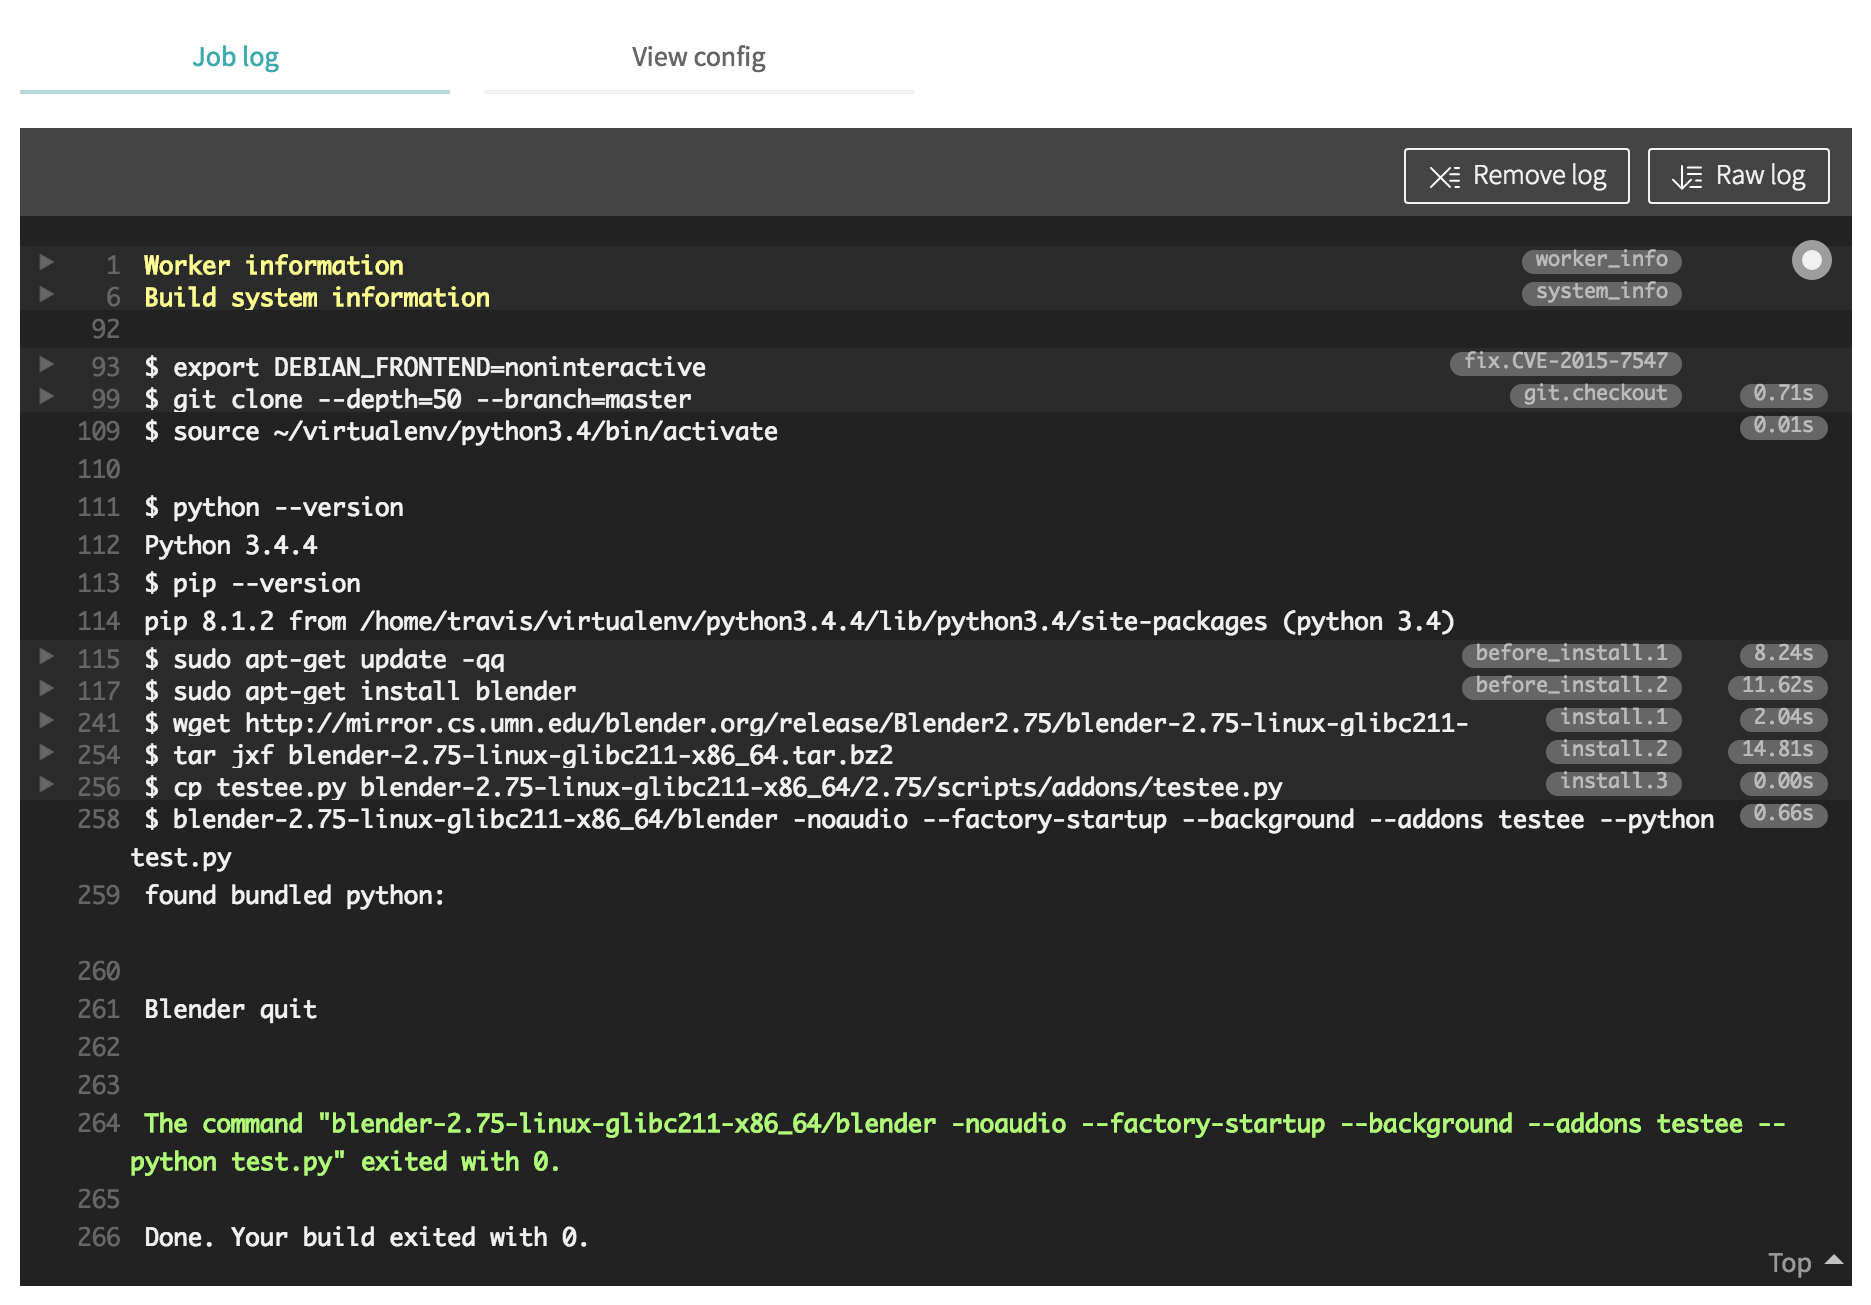 Job log
View config
Remove log
Raw log
1 Worker information worker_info
6 Build system information system_info
92
93 $ export DEBIAN_FRONTEND=noninteractive fix.CVE-2015-7547
99 $ git clone --depth=50 --branch=master git.checkout 0.71s
109 $ source ~/virtualenv/python3.4/bin/activate 0.01s
110
111 $ python --version
112 Python 3.4.4
113 $ pip --version
114 pip 8.1.2 from /home/travis/virtualenv/python3.4.4/lib/python3.4/site-packages (python 3.4)
115 $ sudo apt-get update -qq before_install.1 8.24s
117 $ sudo apt-get install blender before_install.2 11.62s
241 $ wget http://mirror.cs.umn.edu/blender.org/release/Blender2.75/blender-2.75-linux-glibc211- install.1 2.04s
254 $ tar jxf blender-2.75-linux-glibc211-x86_64.tar.bz2 install.2 14.81s
256 $ cp testee.py blender-2.75-linux-glibc211-x86_64/2.75/scripts/addons/testee.py install.3 0.00s
258 $ blender-2.75-linux-glibc211-x86_64/blender -noaudio --factory-startup --background --addons testee --python 0.66s
test.py
259 found bundled python:
260
261 Blender quit
262
263
264 The command "blender-2.75-linux-glibc211-x86_64/blender -noaudio --factory-startup --background --addons testee --
python test.py" exited with 0.
265
266 Done. Your build exited with 0.
Top